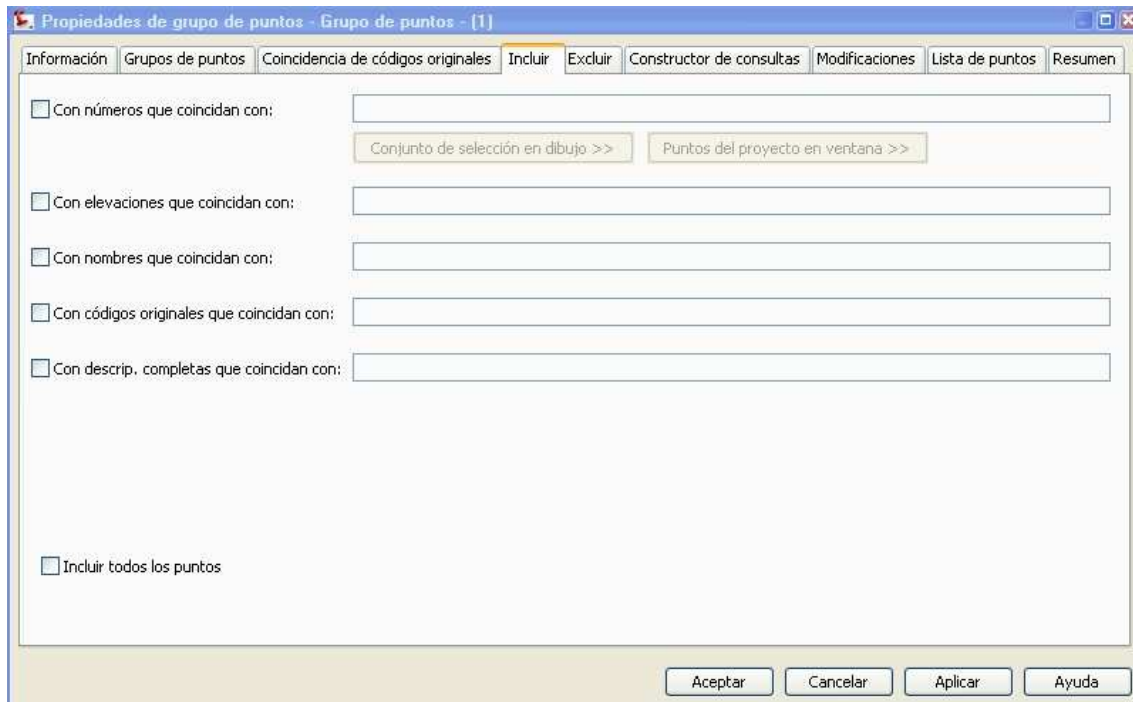 Propiedades de grupo de puntos - Grupo de puntos - (1)
Información Grupos de puntos Coincidencia de códigos originales Incluir Excluir Constructor de consultas Modificaciones Lista de puntos Resumen
Con números que coincidan con:
Conjunto de selección en dibujo >> Puntos del proyecto en ventana >>
Con elevaciones que coincidan con:
Con nombres que coincidan con:
Con códigos originales que coincidan con:
Con descrip. completas que coincidan con:
Incluir todos los puntos
Aceptar Cancelar Aplicar Ayuda